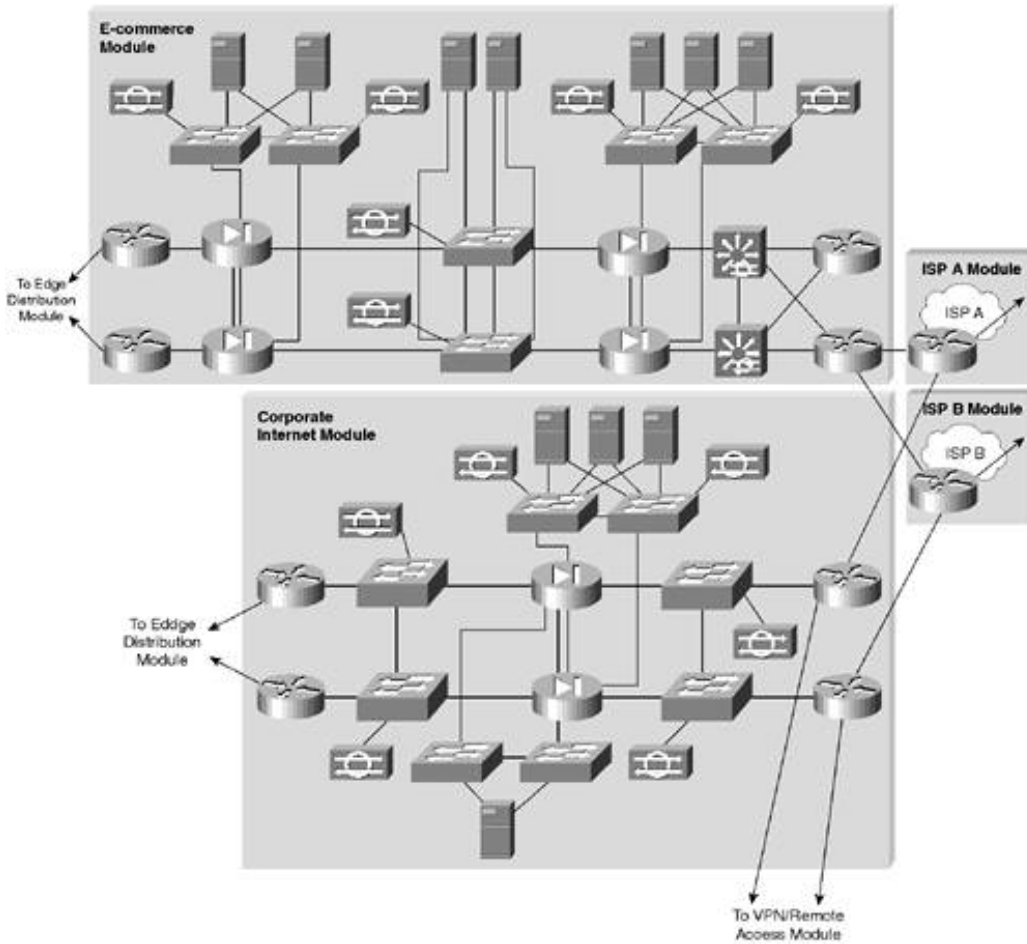 E-commerce
Module
To Edge
Distribution
Module
ISP A Module
ISP A
ISP B Module
ISP B
Corporate
Internet Module
To Eddge
Distribution
Module
To VPN/Remote
Access Module